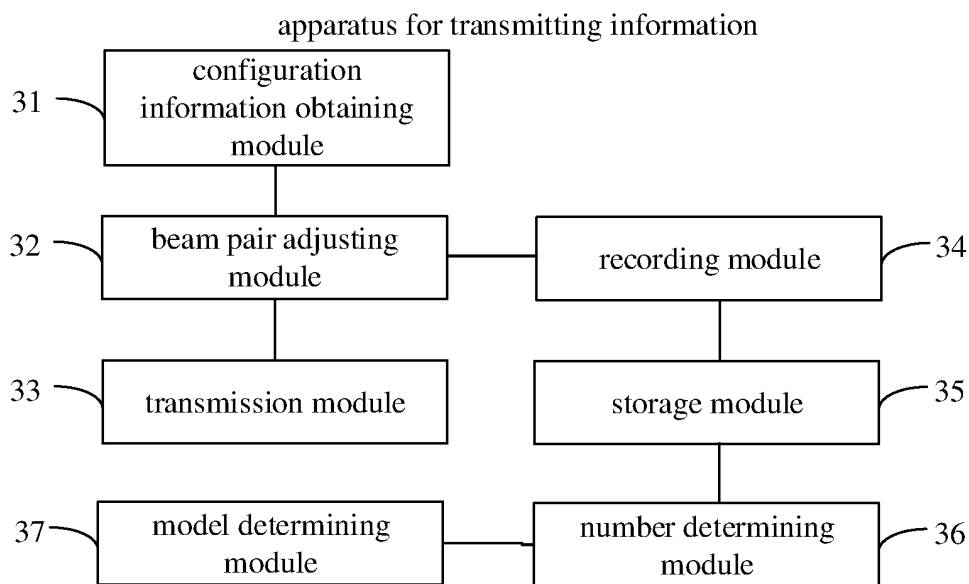 apparatus for transmitting information
configuration
information obtaining
module
31
beam pair adjusting
module
32
recording module
34
transmission module
33
storage module
35
model determining
module
37
number determining
module
36